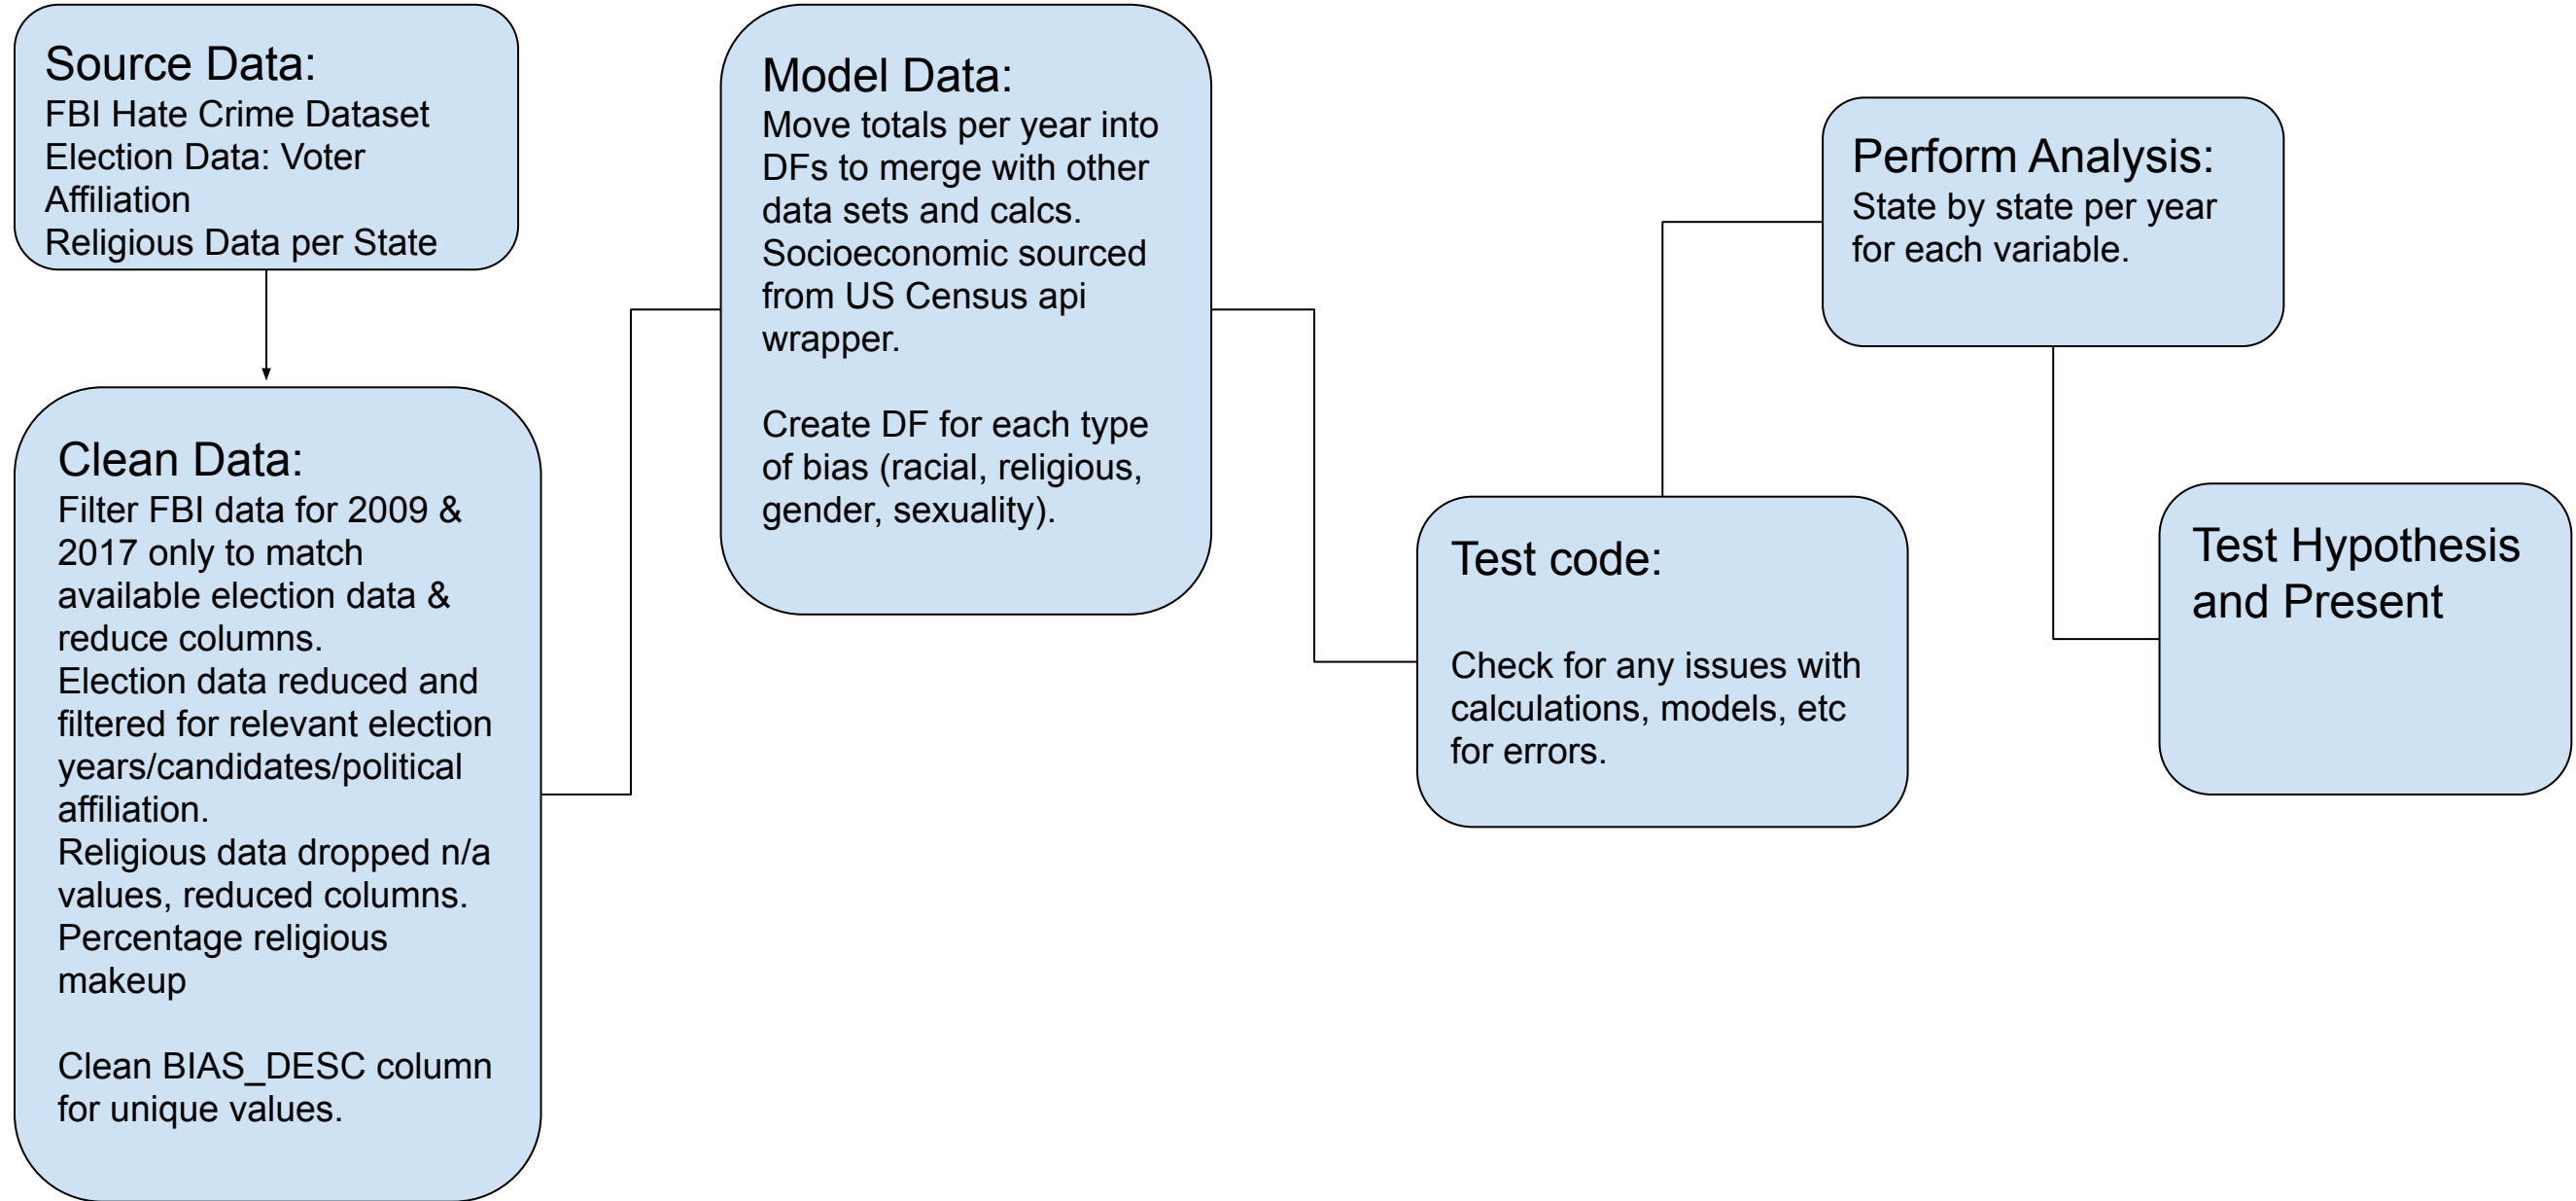 Source Data:
FBI Hate Crime Dataset
Election Data: Voter
Affiliation
Religious Data per State
Clean Data:
Filter FBI data for 2009 &
2017 only to match
available election data &
reduce columns.
Election data reduced and
filtered for relevant election
years/candidates/political
affiliation.
Religious data dropped n/a
values, reduced columns.
Percentage religious
makeup
Clean BIAS_DESC column
for unique values.
Model Data:
Move totals per year into
DFs to merge with other
data sets and calcs.
Socioeconomic sourced
from US Census api
wrapper.
Create DF for each type
of bias (racial, religious,
gender, sexuality).
Test code:
Check for any issues with
calculations, models, etc
for errors.
Perform Analysis:
State by state per year
for each variable.
Test Hypothesis
and Present